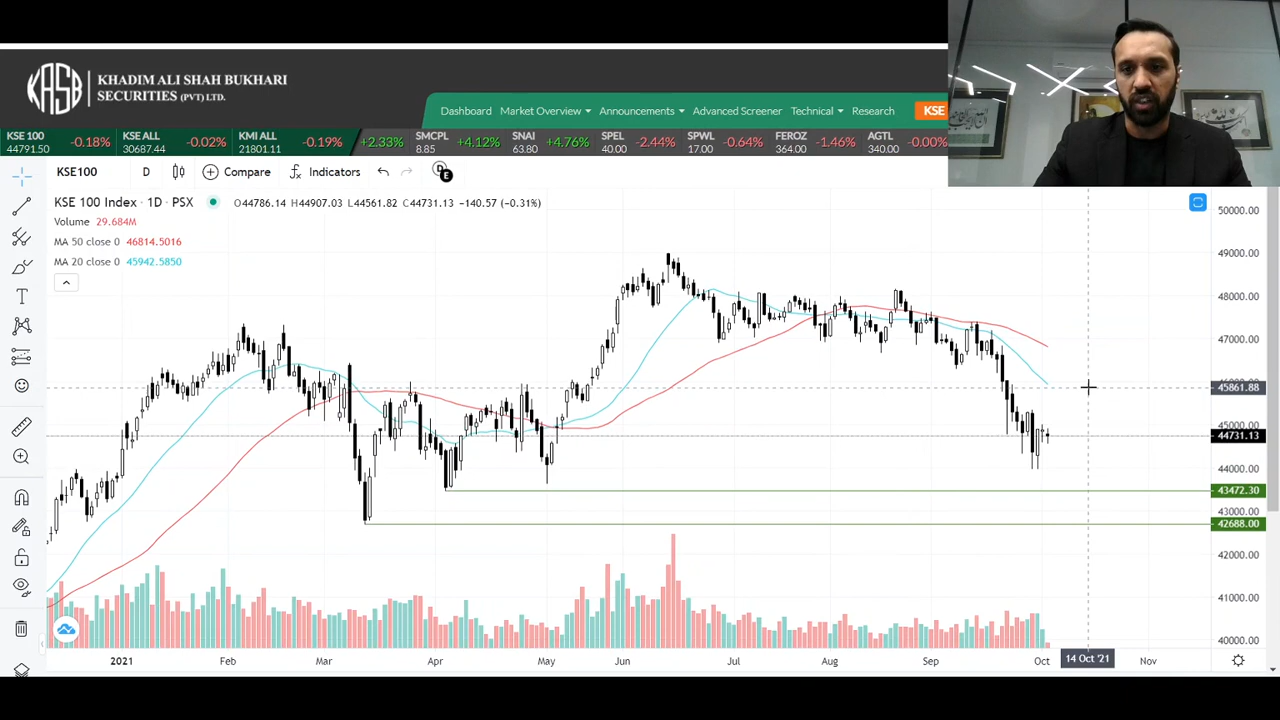 KASB
KHADIM ALI SHAH BUKHARI
SECURITIES (PVT) LTD.
Dashboard Market Overview Announcements Advanced Screener Technical Research KSE
KSE 100 -0.18% KSE ALL -0.02% KMI ALL -0.19% +2.33% SMCPL +4.12% SNAI +4.76% SPEL -2.44% SPWL -0.64% FEROZ -1.46% AGTL -0.00%
44791.50 30687.44 21801.11 8.85 63.80 40.00 17.00 364.00 340.00
KSE100 D Compare Indicators D E
KSE 100 Index · 1D · PSX O44786.14 H44907.03 L44561.82 C44731.13 −140.57 (−0.31%)
Volume 29.684M
MA 50 close 0 46814.5016
MA 20 close 0 45942.5850
50000.00
49000.00
48000.00
47000.00
45861.88
45000.00
44731.13
44000.00
43472.30
43000.00
42688.00
42000.00
41000.00
40000.00
2021 Feb Mar Apr May Jun Jul Aug Sep Oct 14 Oct '21 Nov